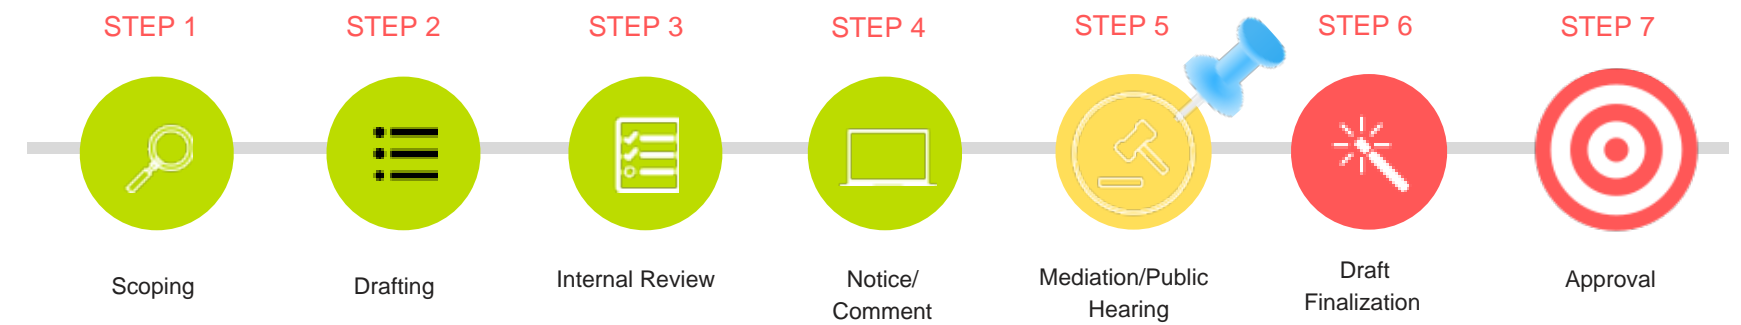 STEP 1
STEP 2
STEP 3
STEP 4
STEP 5
STEP 6
STEP 7
Scoping
Drafting
Internal Review
Notice/
Comment
Mediation/Public
Hearing
Draft
Finalization
Approval